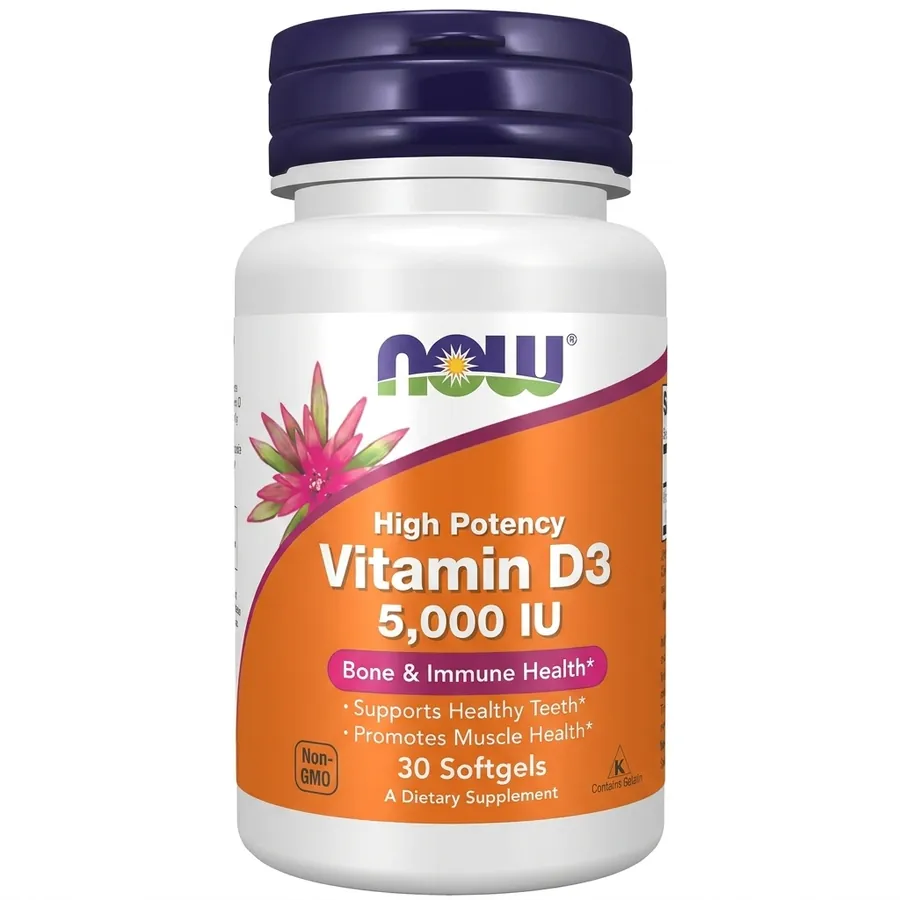 NOW®
High Potency
Vitamin D3
5,000 IU
Bone & Immune Health*
• Supports Healthy Teeth*
• Promotes Muscle Health*
30 Softgels
A Dietary Supplement
Non-
GMO
K
Contains Gelatin